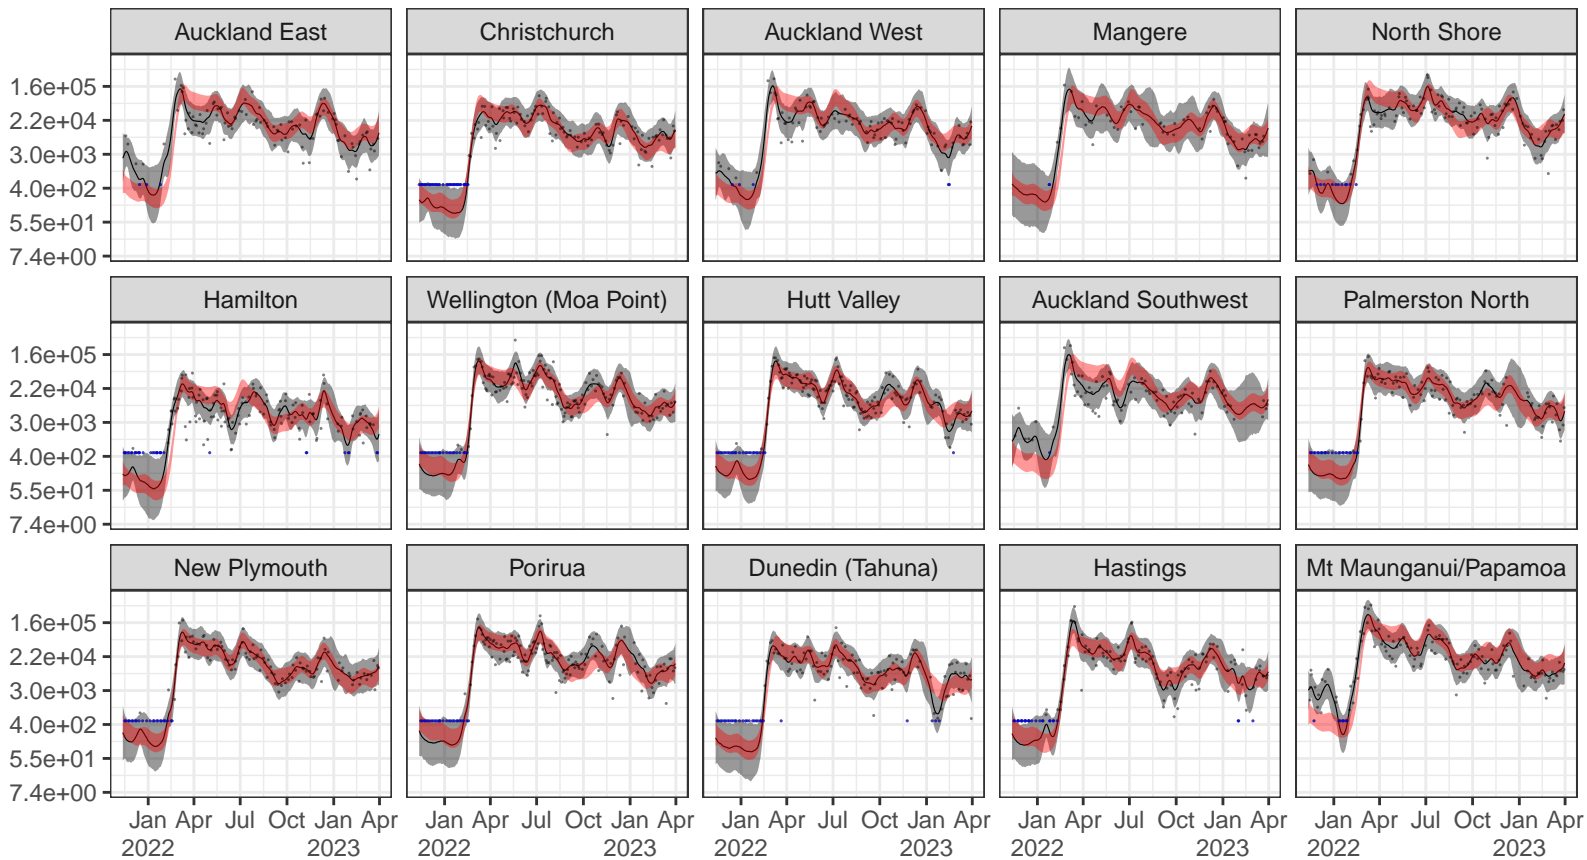 Auckland East Christchurch Auckland West Mangere North Shore
1.6e+05
2.2e+04
3.0e+03
4.0e+02
5.5e+01
7.4e+00
Hamilton Wellington (Moa Point) Hutt Valley Auckland Southwest Palmerston North
1.6e+05
2.2e+04
3.0e+03
4.0e+02
5.5e+01
7.4e+00
New Plymouth Porirua Dunedin (Tahuna) Hastings Mt Maunganui/Papamoa
1.6e+05
2.2e+04
3.0e+03
4.0e+02
5.5e+01
7.4e+00
Jan Apr Jul Oct Jan Apr Jan Apr Jul Oct Jan Apr Jan Apr Jul Oct Jan Apr Jan Apr Jul Oct Jan Apr Jan Apr Jul Oct Jan Apr
2022 2023 2022 2023 2022 2023 2022 2023 2022 2023